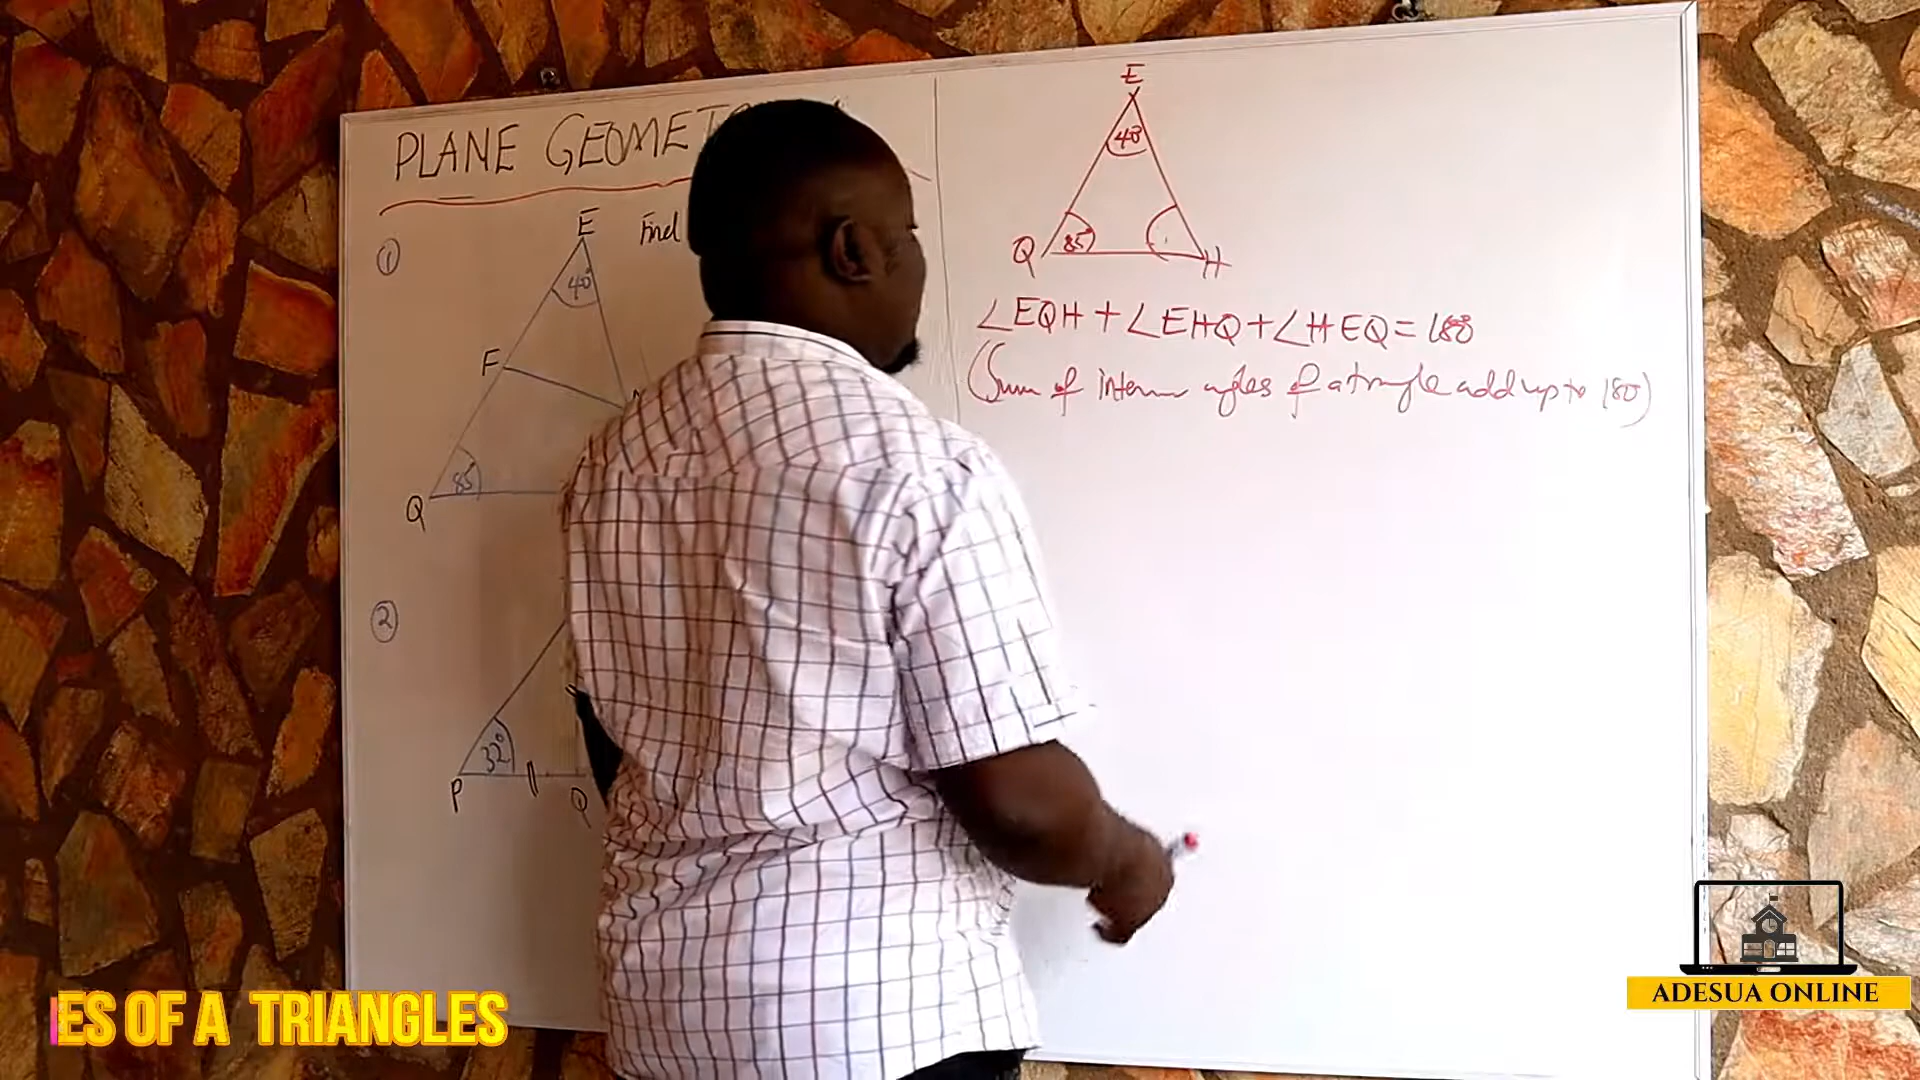 PLANE GEOMET
①
E
Find
40°
F
Q
85°
②
32°
P
Q
E
40°
Q
85°
H
∠EQH + ∠EHQ + ∠HEQ = 180°
(Sum of interior angles of a triangle add up to 180°)
ES OF A TRIANGLES
ADESUA ONLINE